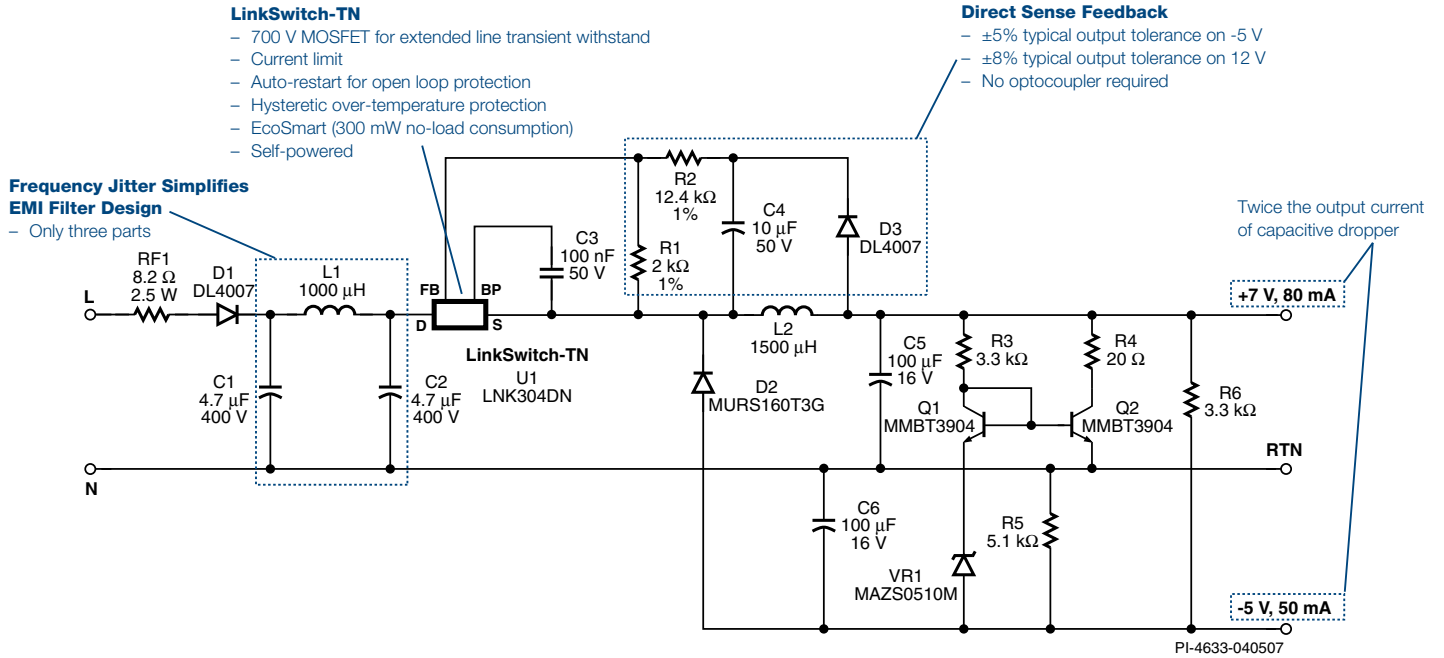 LinkSwitch-TN
– 700 V MOSFET for extended line transient withstand
– Current limit
– Auto-restart for open loop protection
– Hysteretic over-temperature protection
– EcoSmart (300 mW no-load consumption)
– Self-powered
Direct Sense Feedback
– ±5% typical output tolerance on -5 V
– ±8% typical output tolerance on 12 V
– No optocoupler required
Frequency Jitter Simplifies
EMI Filter Design
– Only three parts
Twice the output current
of capacitive dropper
L
RF1
8.2 Ω
2.5 W
D1
DL4007
L1
1000 µH
C1
4.7 µF
400 V
C2
4.7 µF
400 V
N
FB
BP
D
S
LinkSwitch-TN
U1
LNK304DN
C3
100 nF
50 V
R2
12.4 kΩ
1%
R1
2 kΩ
1%
C4
10 µF
50 V
D3
DL4007
L2
1500 µH
D2
MURS160T3G
C5
100 µF
16 V
R3
3.3 kΩ
R4
20 Ω
Q1
MMBT3904
Q2
MMBT3904
R6
3.3 kΩ
C6
100 µF
16 V
VR1
MAZS0510M
R5
5.1 kΩ
+7 V, 80 mA
RTN
-5 V, 50 mA
PI-4633-040507